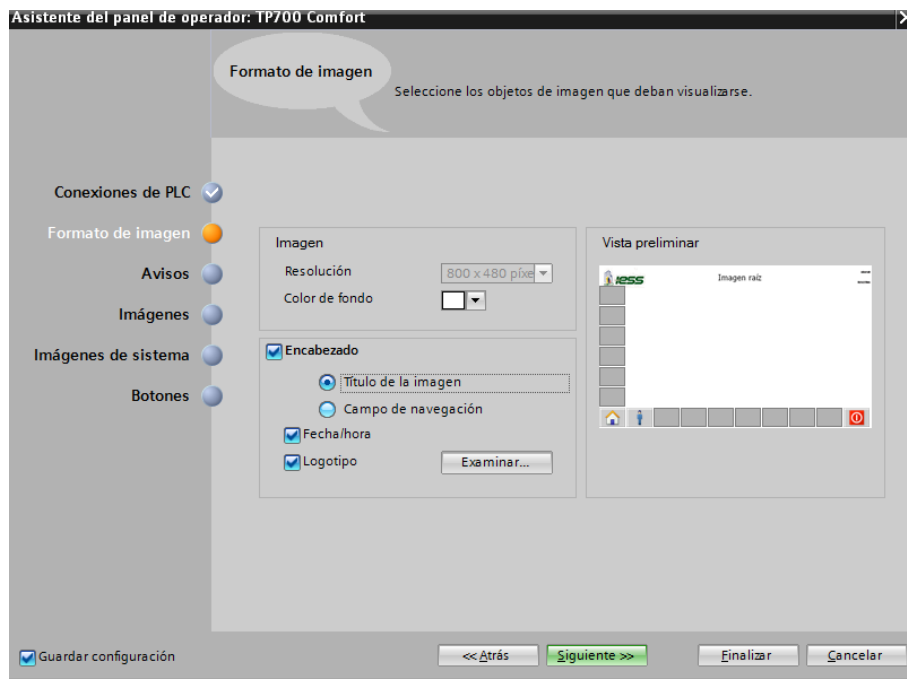 Asistente del panel de operador: TP700 Comfort
Formato de imagen
Seleccione los objetos de imagen que deban visualizarse.
Conexiones de PLC
Formato de imagen
Avisos
Imágenes
Imágenes de sistema
Botones
Imagen
Resolución
800 x 480 píxe
Color de fondo
Encabezado
Título de la imagen
Campo de navegación
Fecha/hora
Logotipo
Examinar...
Vista preliminar
IESS
Imagen raíz
Guardar configuración
<< Atrás
Siguiente >>
Finalizar
Cancelar